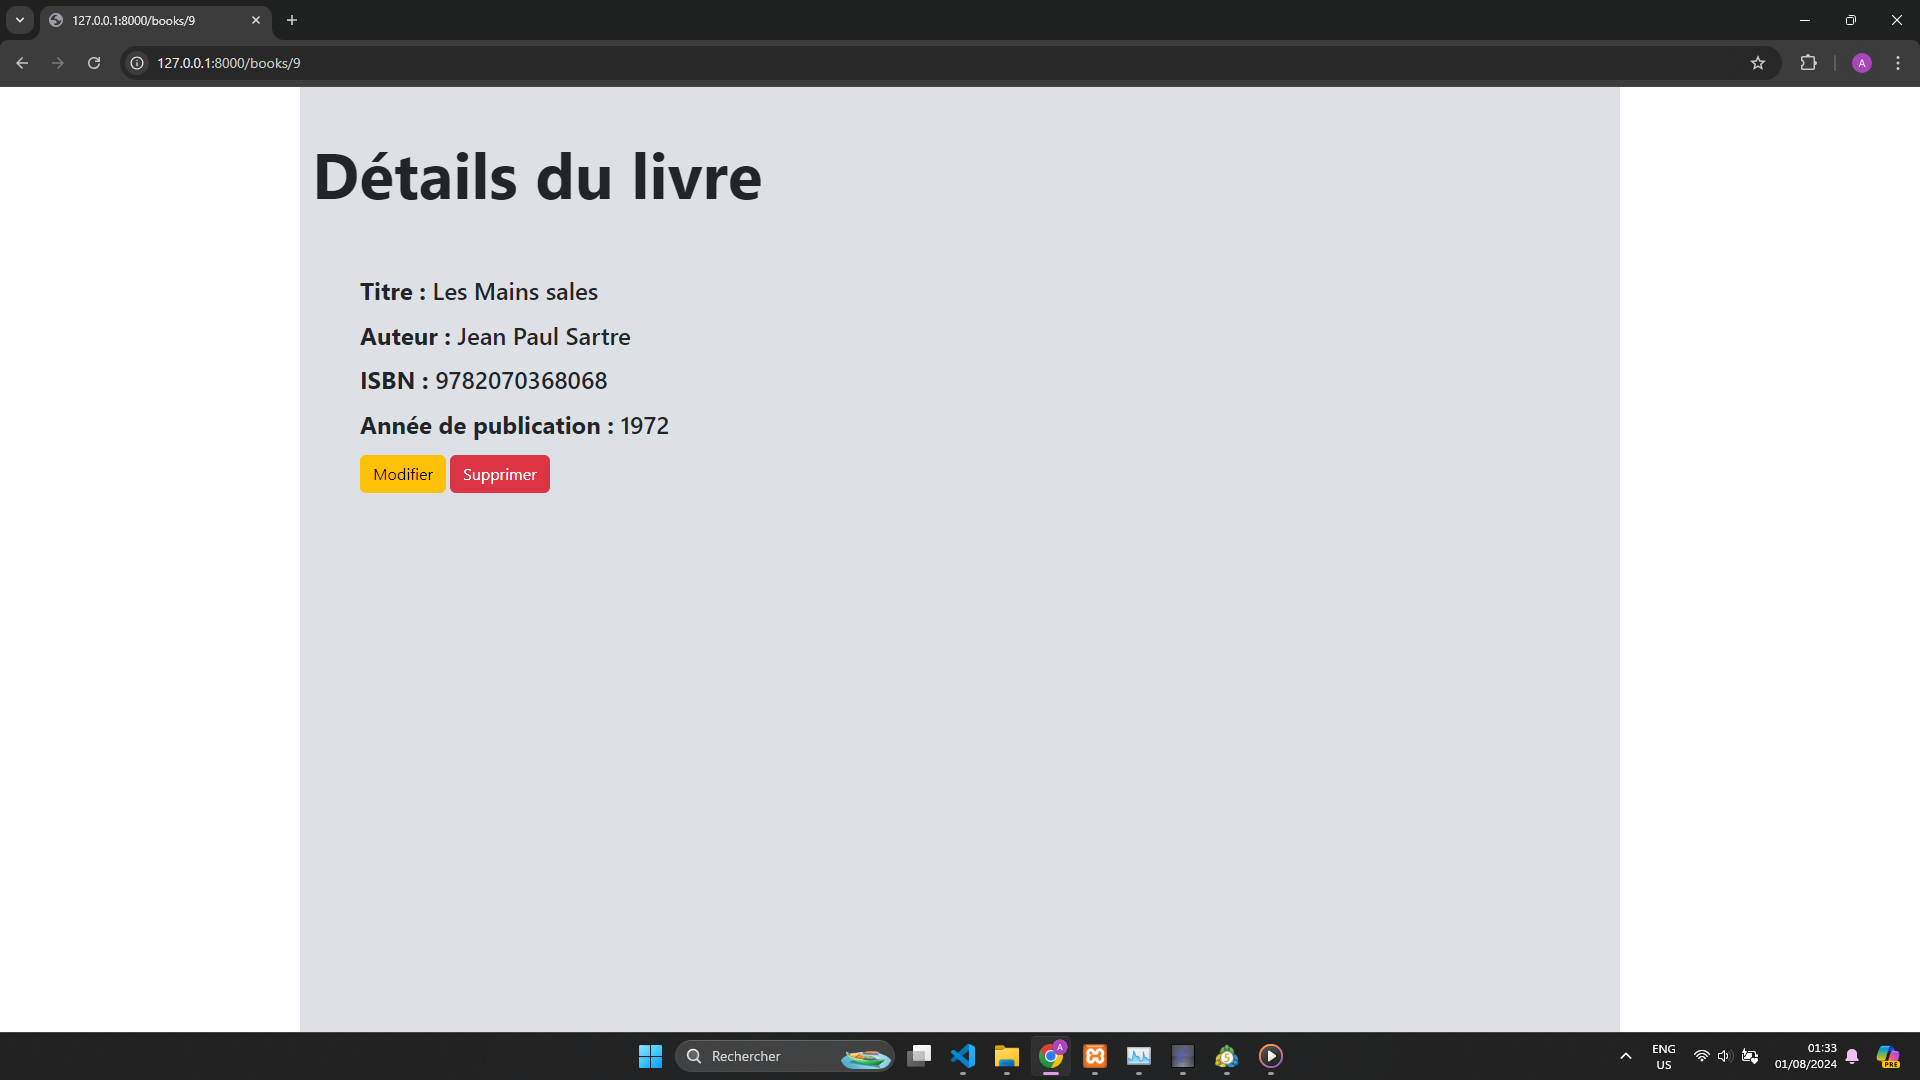 127.0.0.1:8000/books/9
127.0.0.1:8000/books/9
A
Détails du livre
Titre : Les Mains sales
Auteur : Jean Paul Sartre
ISBN : 9782070368068
Année de publication : 1972
Modifier Supprimer
Rechercher
A
ENG
US
01:33
01/08/2024
PRE